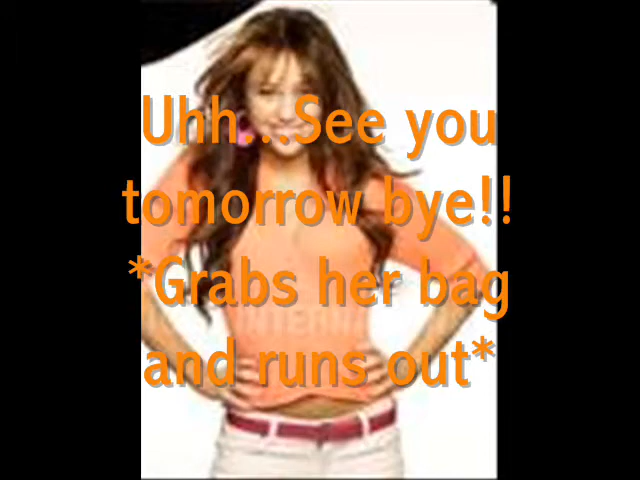 Uhh...See you
tomorrow bye!!
*Grabs her bag
and runs out*